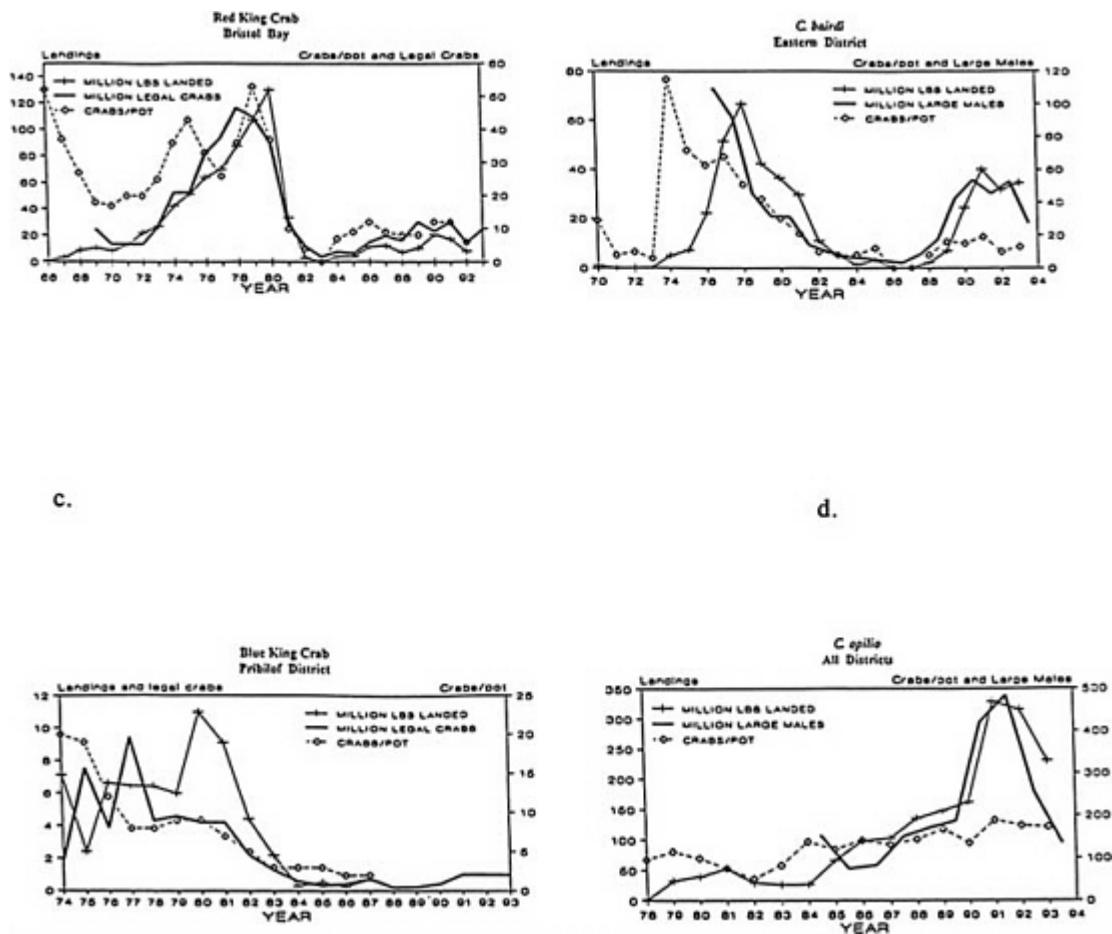 Red King Crab
Bristol Bay
Landings Crabs/pot and Legal Crabs
MILLION LBS LANDED
MILLION LEGAL CRABS
CRABS/POT
140
120
100
80
60
40
20
0
60
50
40
30
20
10
0
66 68 70 72 74 76 78 80 82 84 86 88 90 92
YEAR
C. bairdi
Eastern District
Landings Crabs/pot and Large Males
MILLION LBS LANDED
MILLION LARGE MALES
CRABS/POT
80
60
40
20
0
120
100
80
60
40
20
0
70 72 74 76 78 80 82 84 86 88 90 92 94
YEAR
c.
d.
Blue King Crab
Pribilof District
Landings and legal crabs Crabs/pot
MILLION LBS LANDED
MILLION LEGAL CRABS
CRABS/POT
12
10
8
6
4
2
0
25
20
15
10
5
0
74 75 76 77 78 79 80 81 82 83 84 85 86 87 88 89 90 91 92 93
YEAR
C. opilio
All Districts
Landings Crabs/pot and Large Males
MILLION LBS LANDED
MILLION LARGE MALES
CRABS/POT
350
300
250
200
150
100
50
0
500
400
300
200
100
0
78 79 80 81 82 83 84 85 86 87 88 89 90 91 92 93 94
YEAR